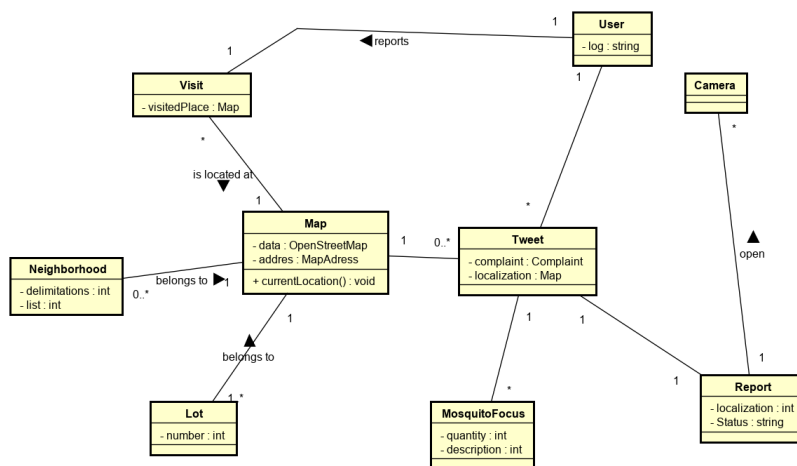 User
- log : string
1
1
reports
1
Visit
- visitedPlace : Map
*
is located at
1
Camera
*
open
1
Map
- data : OpenStreetMap
- addres : MapAdress
+ currentLocation() : void
1
0..*
*
Tweet
- complaint : Complaint
- localization : Map
Neighborhood
- delimitations : int
- list : int
0..*
belongs to
1
1
belongs to
1..*
Lot
- number : int
1
*
MosquitoFocus
- quantity : int
- description : int
1
1
Report
- localization : int
- Status : string